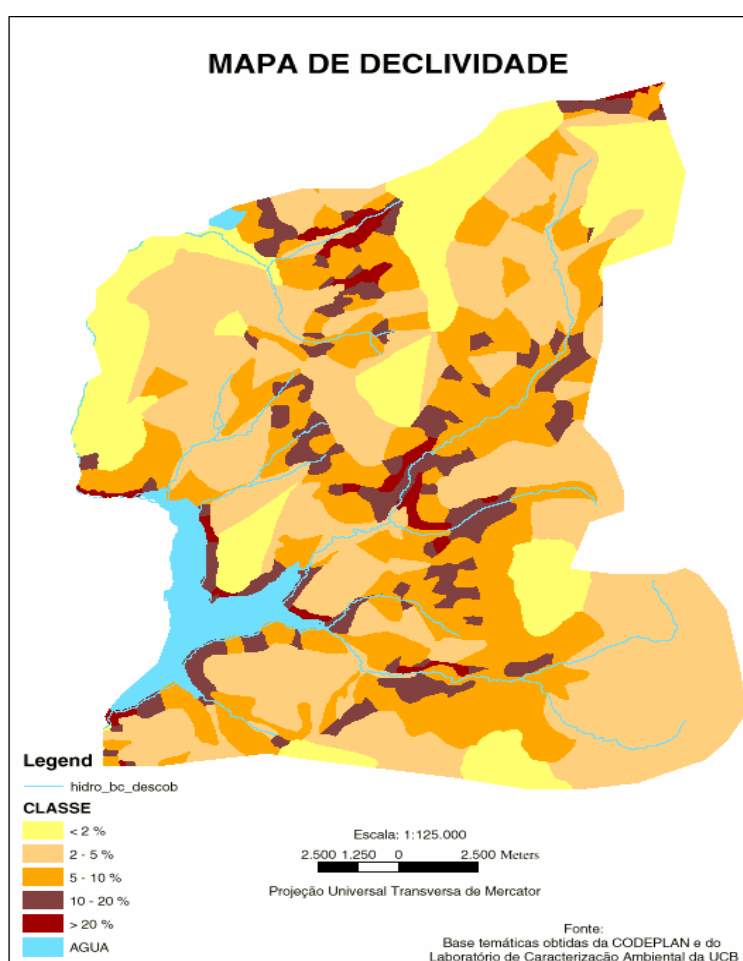 MAPA DE DECLIVIDADE
Legend
hidro_bc_descob
CLASSE
< 2 %
2 - 5 %
5 - 10 %
10 - 20 %
> 20 %
AGUA
Escala: 1:125.000
2.500 1.250 0 2.500 Meters
Projeção Universal Transversa de Mercator
Fonte:
Base temáticas obtidas da CODEPLAN e do
Laboratório de Caracterização Ambiental da UCB